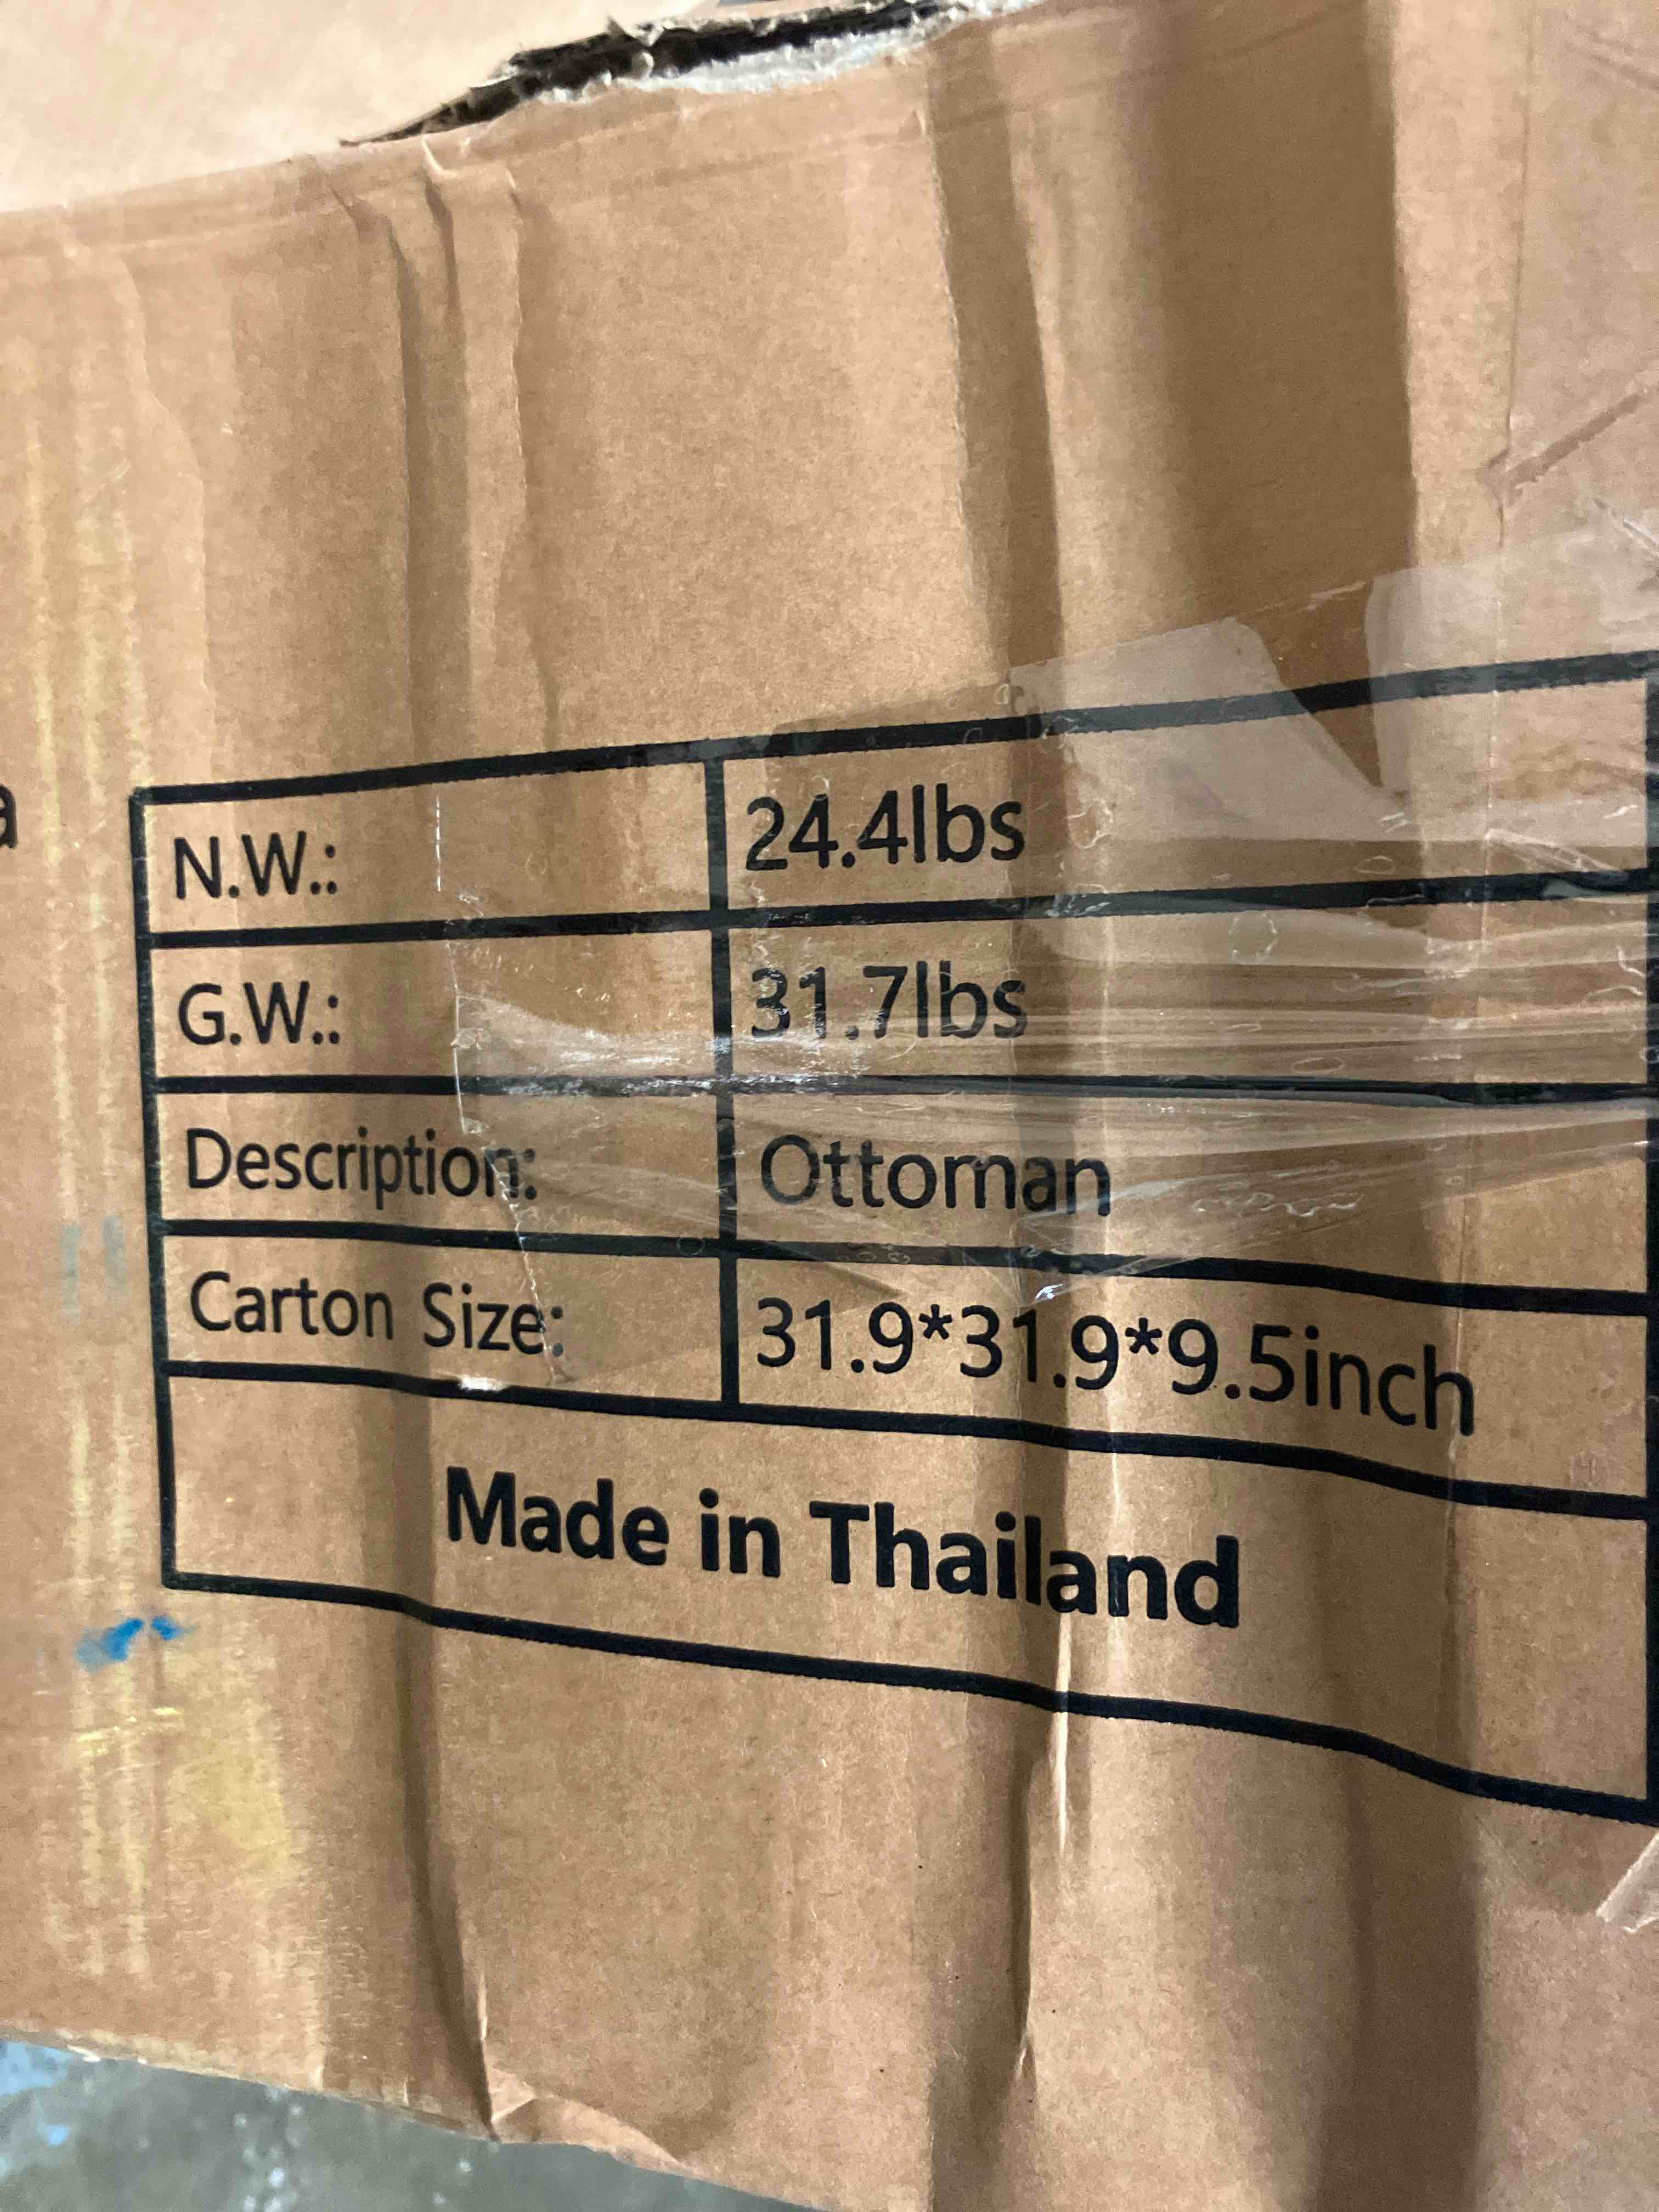 N.W.: 24.4lbs
G.W.: 31.7lbs
Description: Ottoman
Carton Size: 31.9*31.9*9.5inch
Made in Thailand